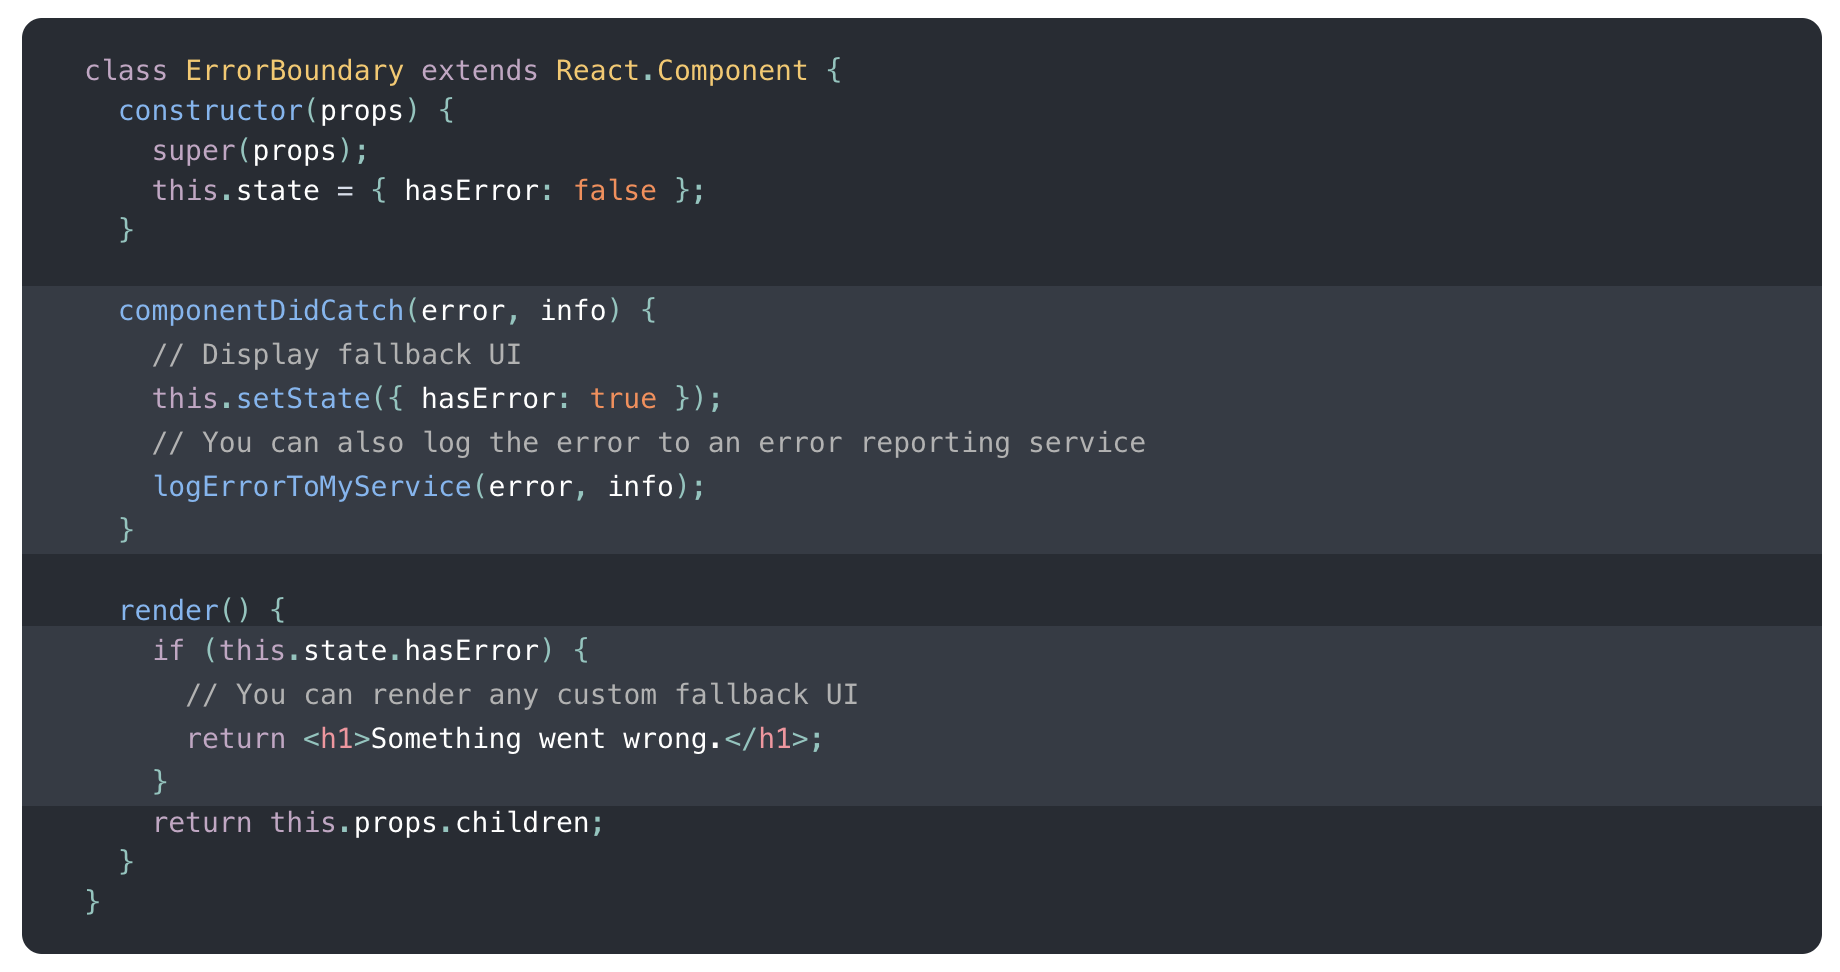 class ErrorBoundary extends React.Component {
  constructor(props) {
    super(props);
    this.state = { hasError: false };
  }

  componentDidCatch(error, info) {
    // Display fallback UI
    this.setState({ hasError: true });
    // You can also log the error to an error reporting service
    logErrorToMyService(error, info);
  }

  render() {
    if (this.state.hasError) {
      // You can render any custom fallback UI
      return <h1>Something went wrong.</h1>;
    }
    return this.props.children;
  }
}